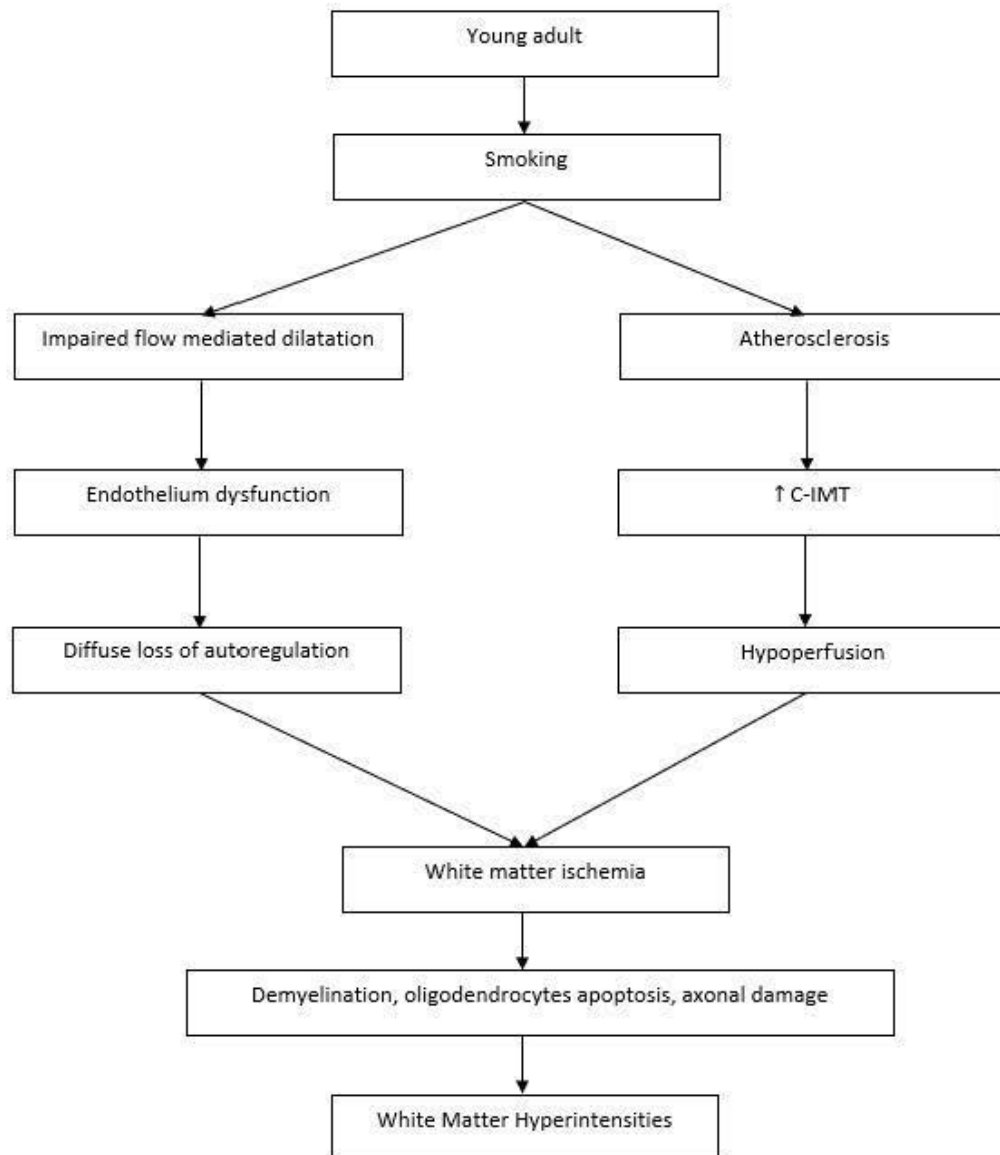 Young adult
Smoking
Impaired flow mediated dilatation
Atherosclerosis
Endothelium dysfunction
↑ C-IMT
Diffuse loss of autoregulation
Hypoperfusion
White matter ischemia
Demyelination, oligodendrocytes apoptosis, axonal damage
White Matter Hyperintensities